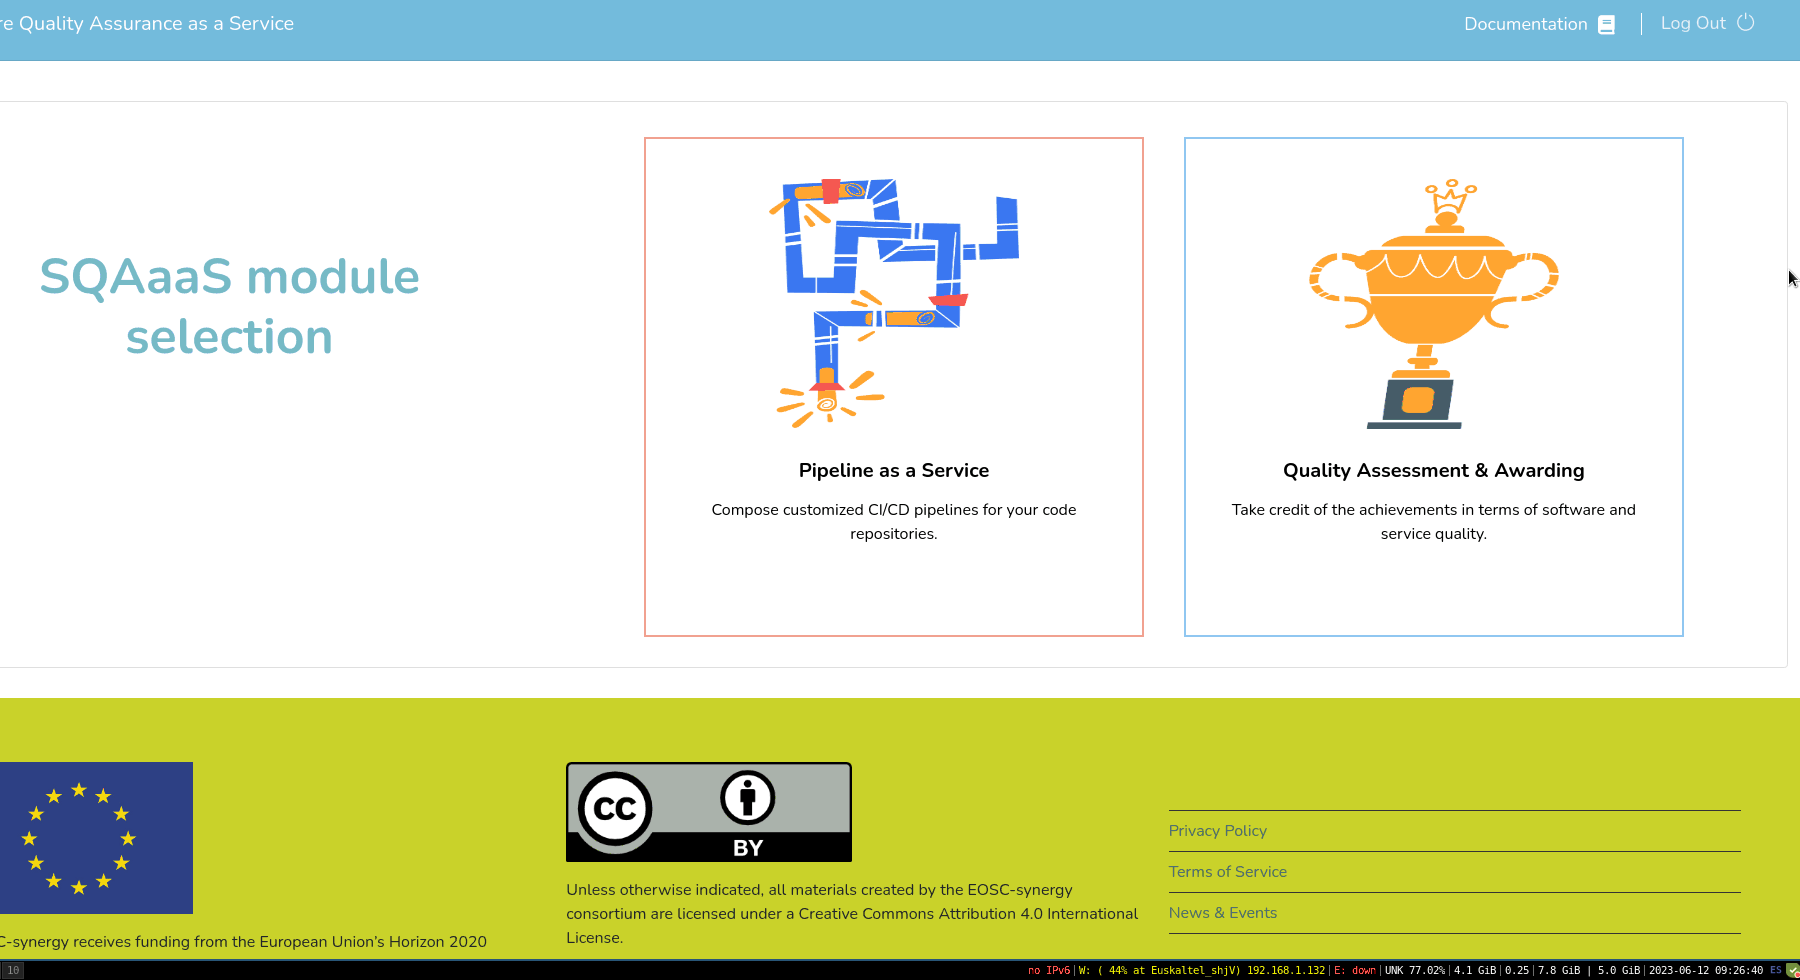 re Quality Assurance as a Service
Documentation
Log Out
SQAaaS module
selection
Pipeline as a Service
Compose customized CI/CD pipelines for your code
repositories.
Quality Assessment & Awarding
Take credit of the achievements in terms of software and
service quality.
C-synergy receives funding from the European Union’s Horizon 2020
CC
BY
Unless otherwise indicated, all materials created by the EOSC-synergy
consortium are licensed under a Creative Commons Attribution 4.0 International
License.
Privacy Policy
Terms of Service
News & Events
10
no IPv6|W: ( 44% at Euskaltel_shjV) 192.168.1.132|E: down|UNK 77.02%|4.1 GiB|0.25|7.8 GiB | 5.0 GiB|2023-06-12 09:26:40 ES